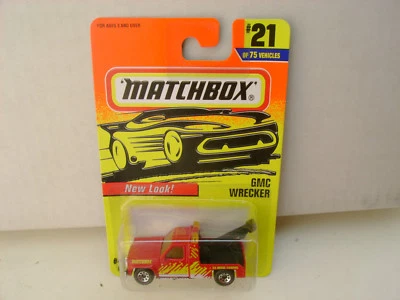 FOR AGES 3 AND OVER
#21
OF 75 VEHICLES
MATCHBOX®
New Look!
GMC
WRECKER